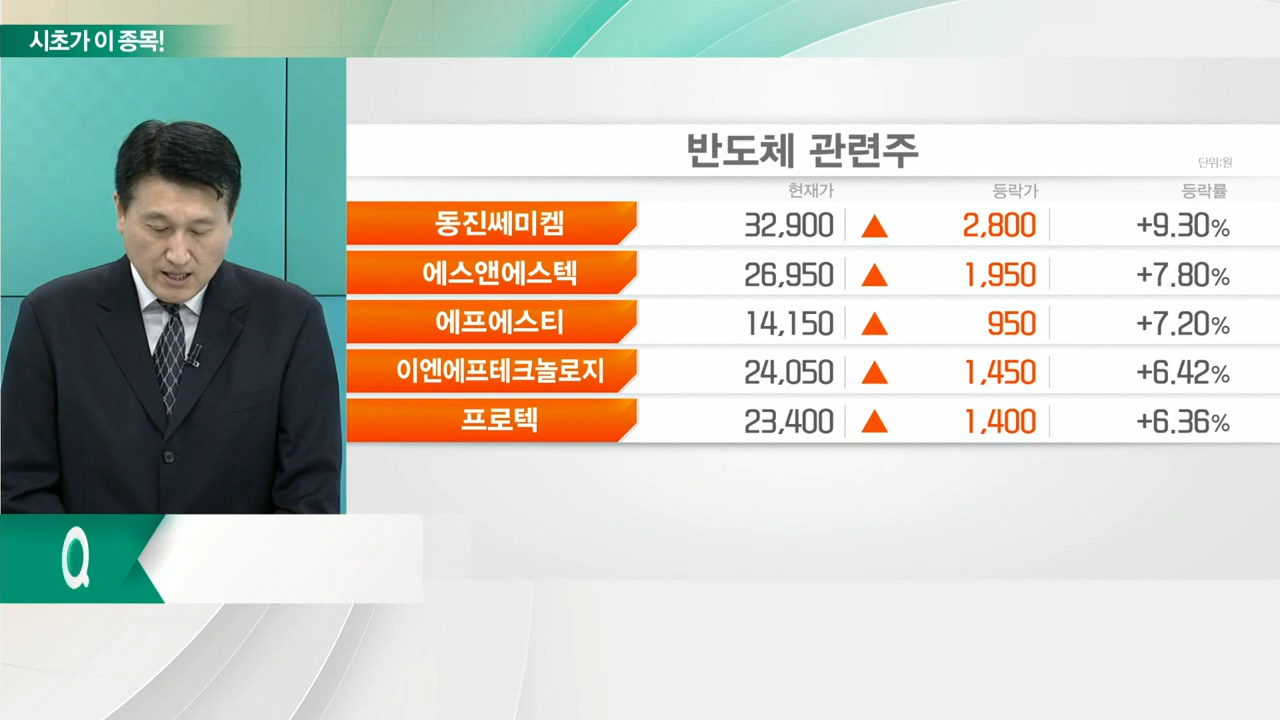 시초가 이 종목!
반도체 관련주
단위:원
현재가 등락가 등락률
동진쎄미켐 32,900 ▲ 2,800 +9.30%
에스앤에스텍 26,950 ▲ 1,950 +7.80%
에프에스티 14,150 ▲ 950 +7.20%
이엔에프테크놀로지 24,050 ▲ 1,450 +6.42%
프로텍 23,400 ▲ 1,400 +6.36%
Q